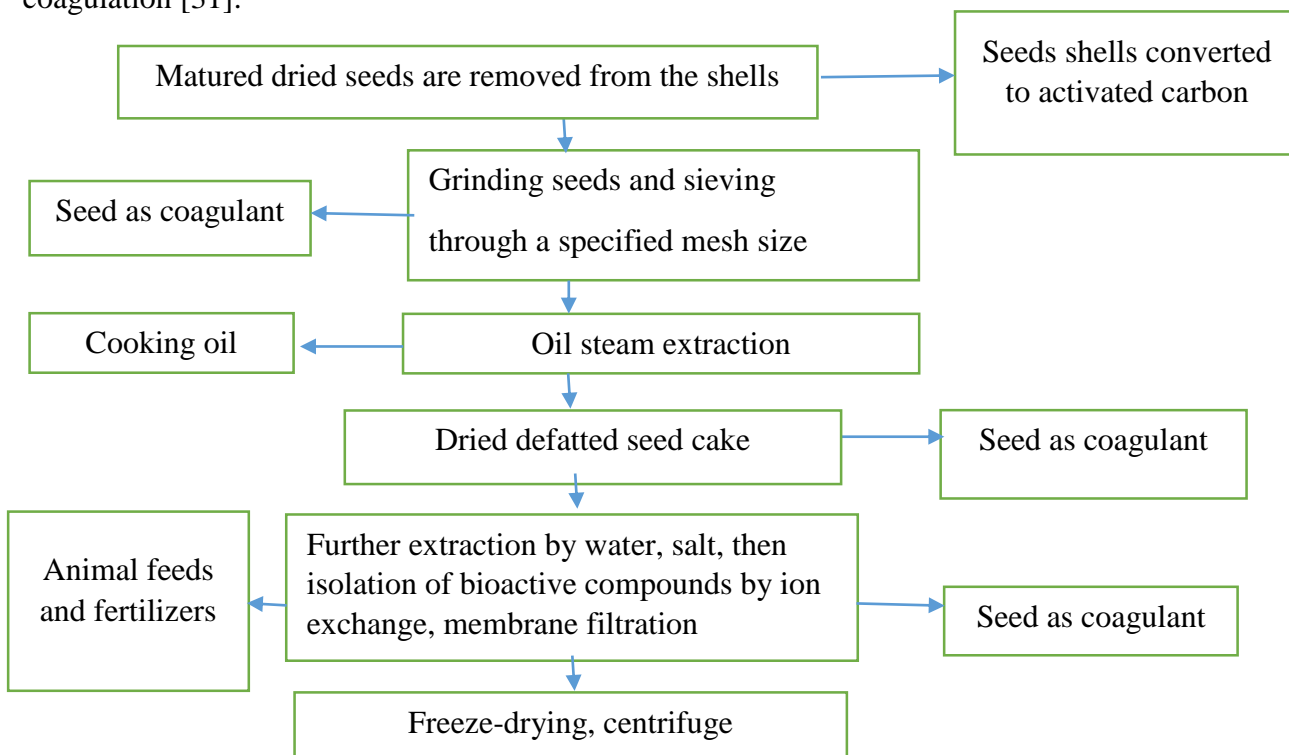 coagulation [31].
Matured dried seeds are removed from the shells
Seeds shells converted
to activated carbon
Grinding seeds and sieving
through a specified mesh size
Seed as coagulant
Oil steam extraction
Cooking oil
Dried defatted seed cake
Seed as coagulant
Further extraction by water, salt, then
isolation of bioactive compounds by ion
exchange, membrane filtration
Animal feeds
and fertilizers
Seed as coagulant
Freeze-drying, centrifuge